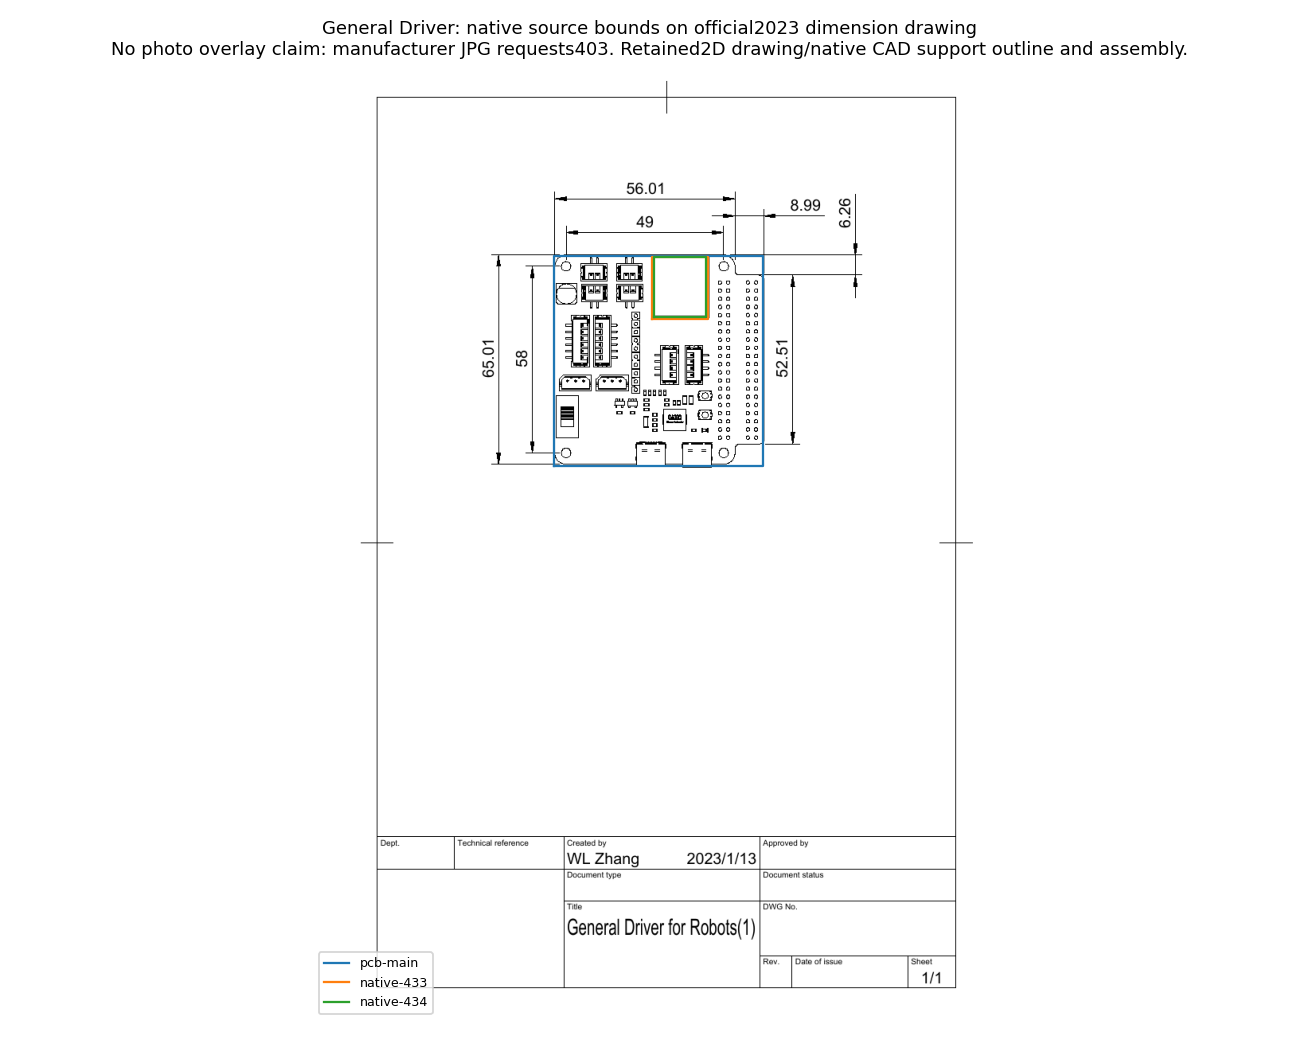 General Driver: native source bounds on official2023 dimension drawing
No photo overlay claim: manufacturer JPG requests403. Retained2D drawing/native CAD support outline and assembly.
56.01
8.99
6.26
49
65.01
58
52.51
Dept.
Technical reference
Created by
Approved by
WL Zhang 2023/1/13
Document type
Document status
Title
DWG No.
General Driver for Robots(1)
Rev.
Date of issue
Sheet
1/1
pcb-main
native-433
native-434